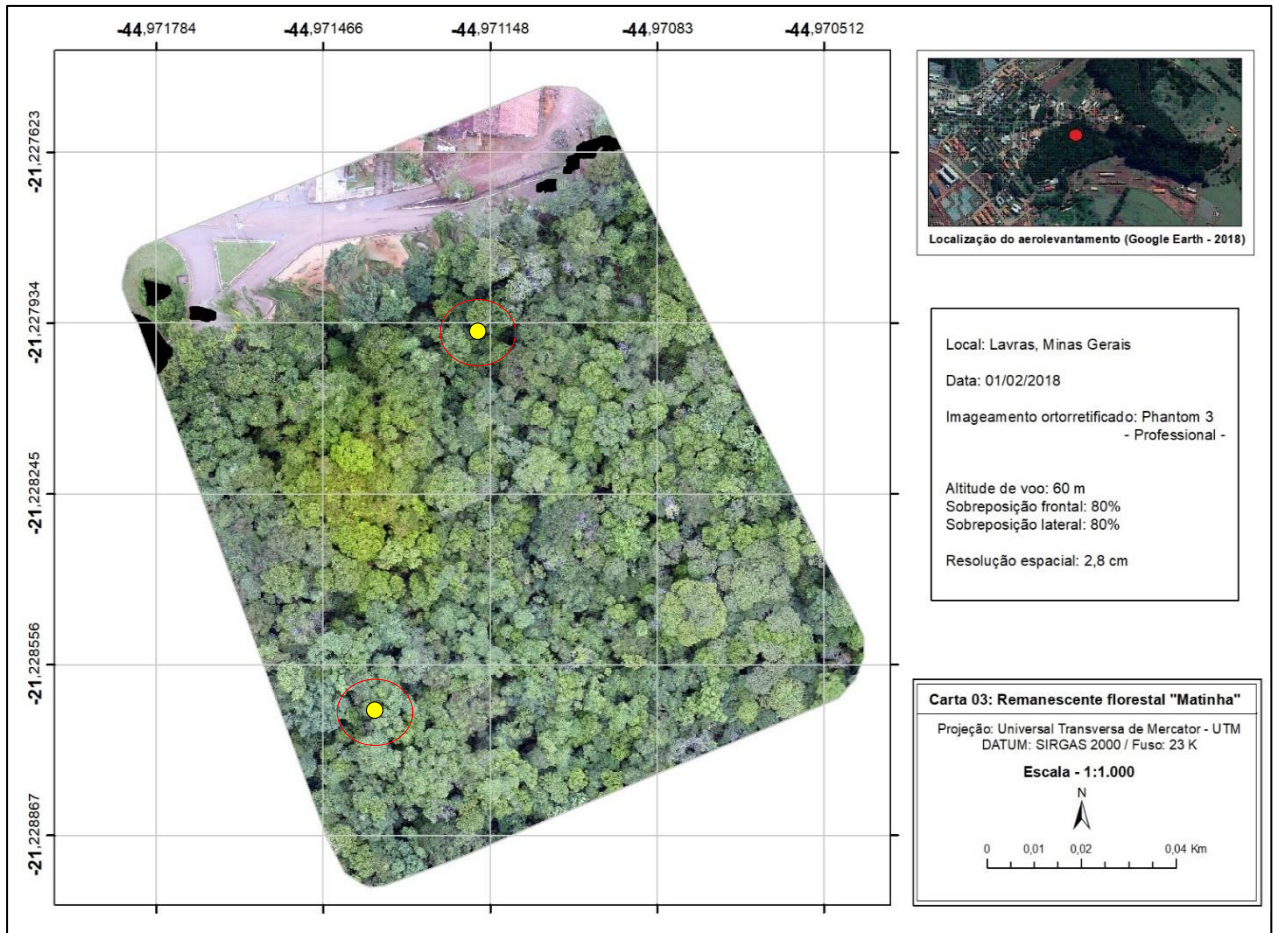 -44,971784 -44,971466 -44,971148 -44,97083 -44,970512
-21,227623
-21,227934
-21,228245
-21,228556
-21,228867
Localização do aerolevantamento (Google Earth - 2018)
Local: Lavras, Minas Gerais
Data: 01/02/2018
Imageamento ortorretificado: Phantom 3
- Professional -
Altitude de voo: 60 m
Sobreposição frontal: 80%
Sobreposição lateral: 80%
Resolução espacial: 2,8 cm
Carta 03: Remanescente florestal "Matinha"
Projeção: Universal Transversa de Mercator - UTM
DATUM: SIRGAS 2000 / Fuso: 23 K
Escala - 1:1.000
N
0 0,01 0,02 0,04 Km